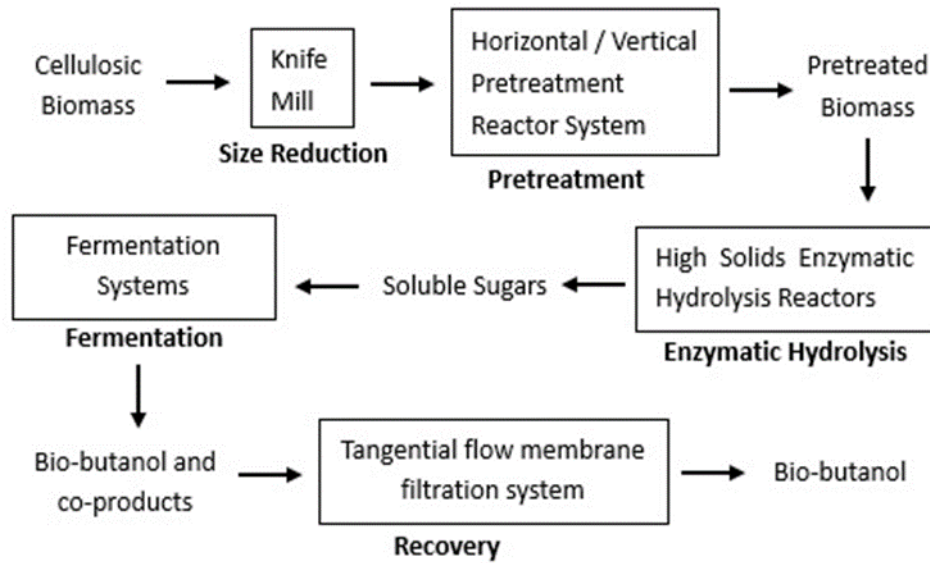 Cellulosic
Biomass
Knife
Mill
Size Reduction
Horizontal / Vertical
Pretreatment
Reactor System
Pretreatment
Pretreated
Biomass
High Solids Enzymatic
Hydrolysis Reactors
Enzymatic Hydrolysis
Soluble Sugars
Fermentation
Systems
Fermentation
Bio-butanol and
co-products
Tangential flow membrane
filtration system
Recovery
Bio-butanol